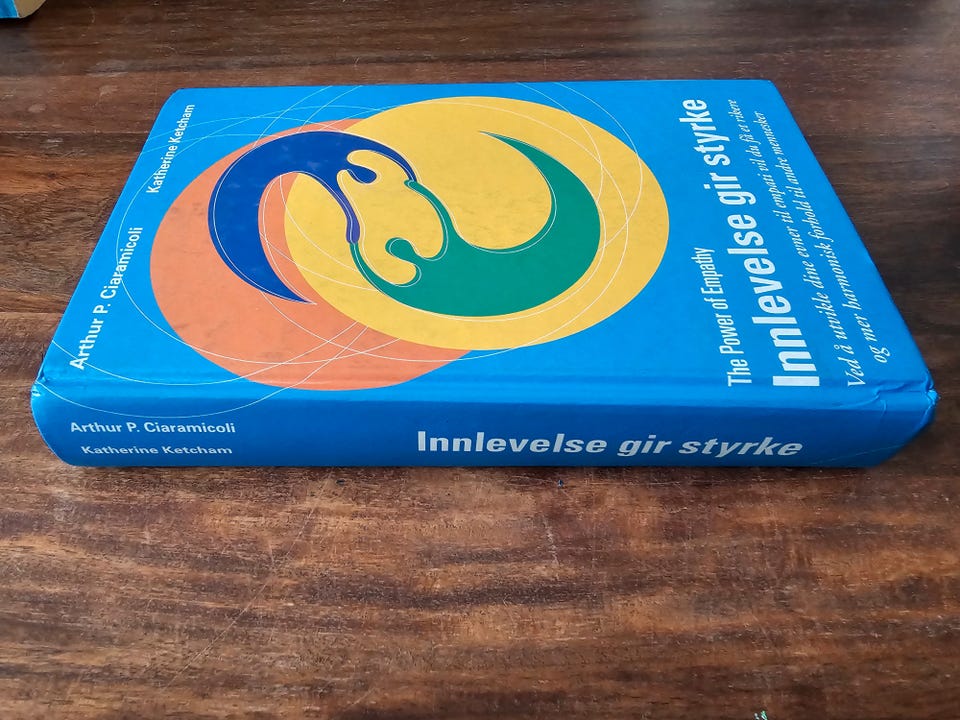 Arthur P. Ciaramicoli
Katherine Ketcham
The Power of Empathy
Innlevelse gir styrke
Ved å utvikle dine evner til empati vil du få et rikere
og mer harmonisk forhold til andre mennesker
Arthur P. Ciaramicoli
Katherine Ketcham
Innlevelse gir styrke